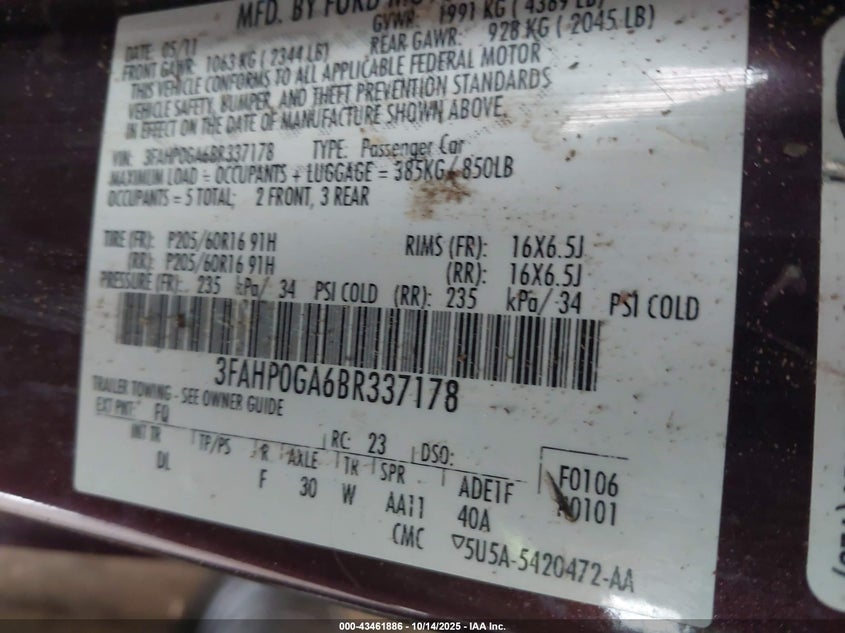 MFD. BY FORD
DATE: 05/11 GVWR: 1991 KG ( 4389 LB)
FRONT GAWR: 1063 KG ( 2344 LB) REAR GAWR: 928 KG ( 2045 LB)
THIS VEHICLE CONFORMS TO ALL APPLICABLE FEDERAL MOTOR
VEHICLE SAFETY, BUMPER, AND THEFT PREVENTION STANDARDS
IN EFFECT ON THE DATE OF MANUFACTURE SHOWN ABOVE.
VIN: 3FAHP0GA6BR337178 TYPE: Passenger Car
MAXIMUM LOAD = OCCUPANTS + LUGGAGE = 385KG/ 850LB
OCCUPANTS = 5 TOTAL; 2 FRONT, 3 REAR
TIRE (FR): P205/60R16 91H RIMS (FR): 16X6.5J
(RR): P205/60R16 91H (RR): 16X6.5J
PRESSURE (FR): 235 kPa/ 34 PSI COLD (RR): 235 kPa/ 34 PSI COLD
3FAHP0GA6BR337178
TRAILER TOWING - SEE OWNER GUIDE
EXT PNT: FQ RC: 23 DSO:
INT TR TP/PS R AXLE TR SPR ADEIF F0106
DL F 30 W AA11 40A
CMC ▽5U5A-5420472-AA
000-43461886 - 10/14/2025 - IAA Inc.